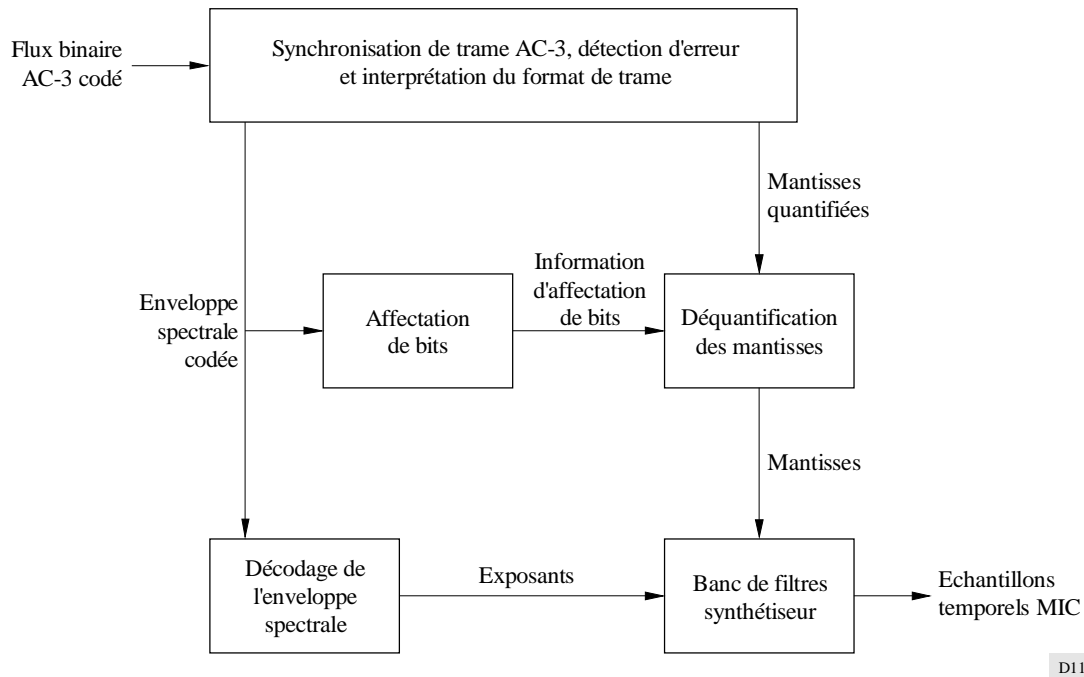 Synchronisation de trame AC-3, détection d'erreur
et interprétation du format de trame
Flux binaire
AC-3 codé
Mantisses
quantifiées
Information
d'affectation
de bits
Enveloppe
spectrale
codée
Affectation
de bits
Déquantification
des mantisses
Mantisses
Décodage de
l'enveloppe
spectrale
Exposants
Banc de filtres
synthétiseur
Echantillons
temporels MIC
D11